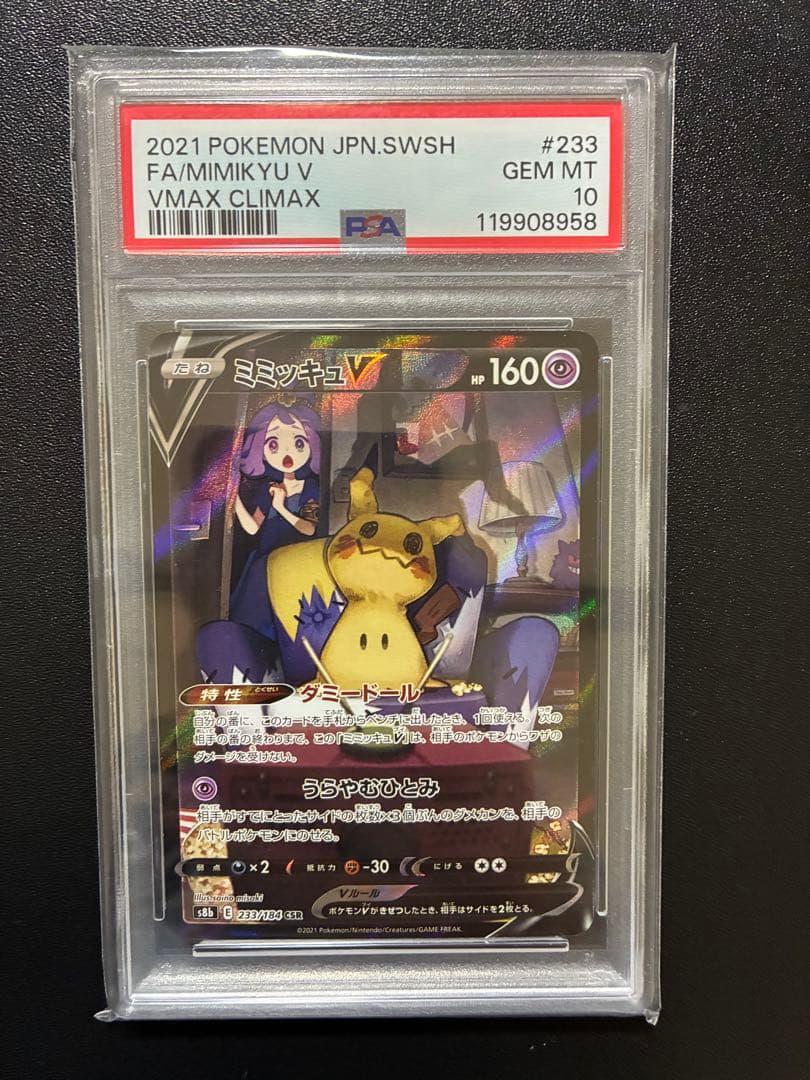 2021 POKEMON JPN.SWSH #233
FA/MIMIKYU V GEM MT
VMAX CLIMAX 10
PSA 119908958
たね ミミッキュV HP 160
特性 とくせい ダミードール
自分の番に、このカードを手札からベンチに出したとき、1回使える。次の
相手の番の終わりまで、この「ミミッキュV」は、相手のポケモンからワザの
ダメージを受けない。
うらやむひとみ
相手がすでにとったサイドの枚数×3個ぶんのダメカンを、相手の
バトルポケモンにのせる。
弱点 ×2 抵抗力 -30 にげる
Vルール
ポケモンVがきぜつしたとき、相手はサイドを2枚とる。
Illus. saino misaki
s8b E 233/184 CSR
©2021 Pokémon/Nintendo/Creatures/GAME FREAK.